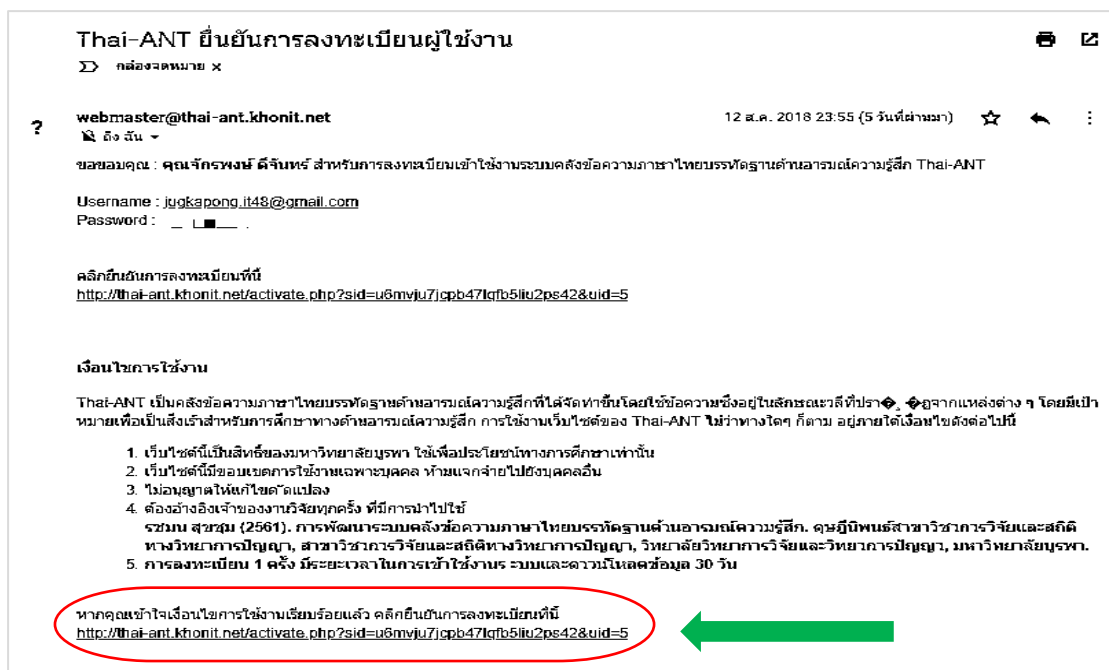 Thai-ANT ยืนยันการลงทะเบียนผู้ใช้งาน
กล่องจดหมาย x
webmaster@thai-ant.khonit.net
12 ส.ค. 2018 23:55 (5 วันที่ผ่านมา)
ถึง ฉัน
ขอขอบคุณ : คุณจักรพงษ์ ดีจันทร์ สำหรับการลงทะเบียนเข้าใช้งานระบบคลังข้อความภาษาไทยบรรทัดฐานด้านอารมณ์ความรู้สึก Thai-ANT
Username : jugkapong.it48@gmail.com
Password :
คลิกยืนยันการลงทะเบียนที่นี่
http://thai-ant.khonit.net/activate.php?sid=u6mvju7jcpb47lqfb5liu2ps42&uid=5
เงื่อนไขการใช้งาน
Thai-ANT เป็นคลังข้อความภาษาไทยบรรทัดฐานด้านอารมณ์ความรู้สึกที่ได้จัดทำขึ้นโดยใช้ข้อความซึ่งอยู่ในลักษณะวลีที่ปรา�¸�ฏจากแหล่งต่าง ๆ โดยมีเป้า
หมายเพื่อเป็นสิ่งเร้าสำหรับการศึกษาทางด้านอารมณ์ความรู้สึก การใช้งานเว็บไซต์ของ Thai-ANT ไม่ว่าทางใดๆ ก็ตาม อยู่ภายใต้เงื่อนไขดังต่อไปนี้
1. เว็บไซต์นี้เป็นสิทธิ์ของมหาวิทยาลัยบูรพา ใช้เพื่อประโยชน์ทางการศึกษาเท่านั้น
2. เว็บไซต์นี้มีขอบเขตการใช้งานเฉพาะบุคคล ห้ามแจกจ่ายไปยังบุคคลอื่น
3. ไม่อนุญาตให้แก้ไขดัดแปลง
4. ต้องอ้างอิงเจ้าของงานวิจัยทุกครั้ง ที่มีการนำไปใช้
รชมน สุขชุม (2561). การพัฒนาระบบคลังข้อความภาษาไทยบรรทัดฐานด้านอารมณ์ความรู้สึก. ดุษฎีนิพนธ์สาขาวิชาการวิจัยและสถิติ
ทางวิทยาการปัญญา, สาขาวิชาการวิจัยและสถิติทางวิทยาการปัญญา, วิทยาลัยวิทยาการวิจัยและวิทยาการปัญญา, มหาวิทยาลัยบูรพา.
5. การลงทะเบียน 1 ครั้ง มีระยะเวลาในการเข้าใช้งานระบบและดาวน์โหลดข้อมูล 30 วัน
หากคุณเข้าใจเงื่อนไขการใช้งานเรียบร้อยแล้ว คลิกยืนยันการลงทะเบียนที่นี่
http://thai-ant.khonit.net/activate.php?sid=u6mvju7jcpb47lqfb5liu2ps42&uid=5